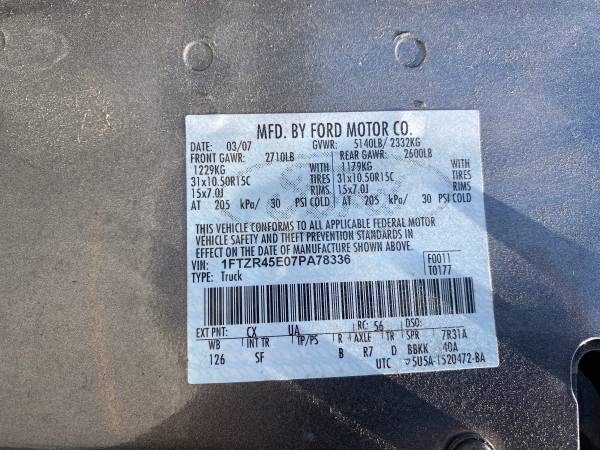 MFD. BY FORD MOTOR CO.
DATE: 03/07 GVWR: 5140LB/ 2332KG
FRONT GAWR: 2710LB REAR GAWR: 2600LB
1229KG WITH 1179KG WITH
31x10.50R15C TIRES 31x10.50R15C TIRES
15x7.0J RIMS 15x7.0J RIMS
AT 205 kPa/ 30 PSI COLD AT 205 kPa/ 30 PSI COLD
THIS VEHICLE CONFORMS TO ALL APPLICABLE FEDERAL MOTOR
VEHICLE SAFETY AND THEFT PREVENTION STANDARDS IN
EFFECT ON THE DATE OF MANUFACTURE SHOWN ABOVE.
VIN: 1FTZR45E07PA78336 F0011
TYPE: Truck T0177
EXT PNT: CX UA RC: 56 DSO:
WB INT TR TP/PS R AXLE TR SPR 7R31A
126 SF B R7 D BBKK 40A
UTC 5U5A-1520472-BA